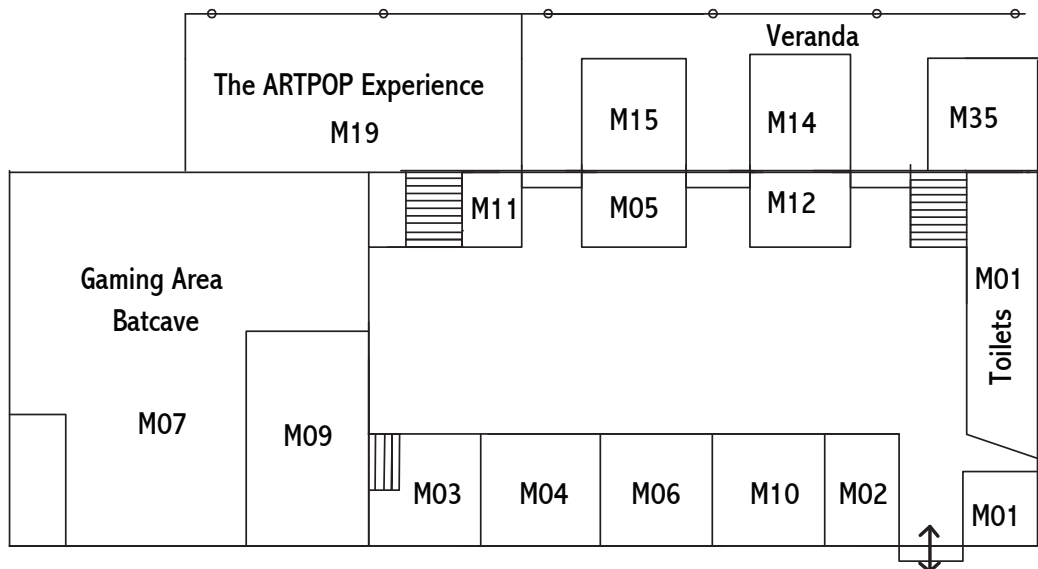 Veranda
The ARTPOP Experience
M19
M15
M14
M35
M11
M05
M12
Gaming Area
Batcave
M01
Toilets
M07
M09
M03
M04
M06
M10
M02
M01